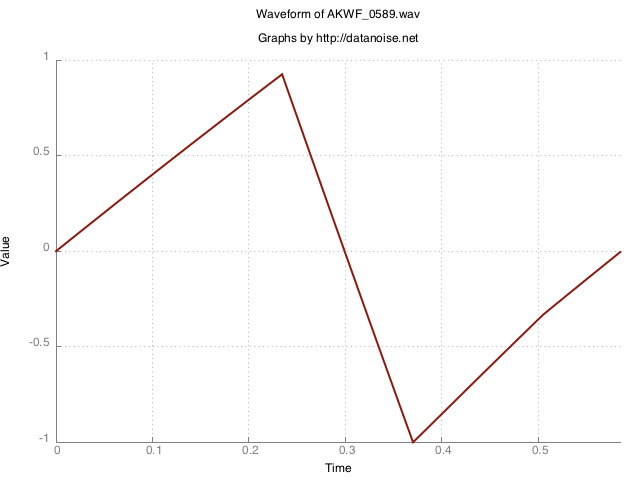 Waveform of AKWF_0589.wav
Graphs by http://datanoise.net
1
0.5
0
-0.5
-1
Value
0 0.1 0.2 0.3 0.4 0.5
Time